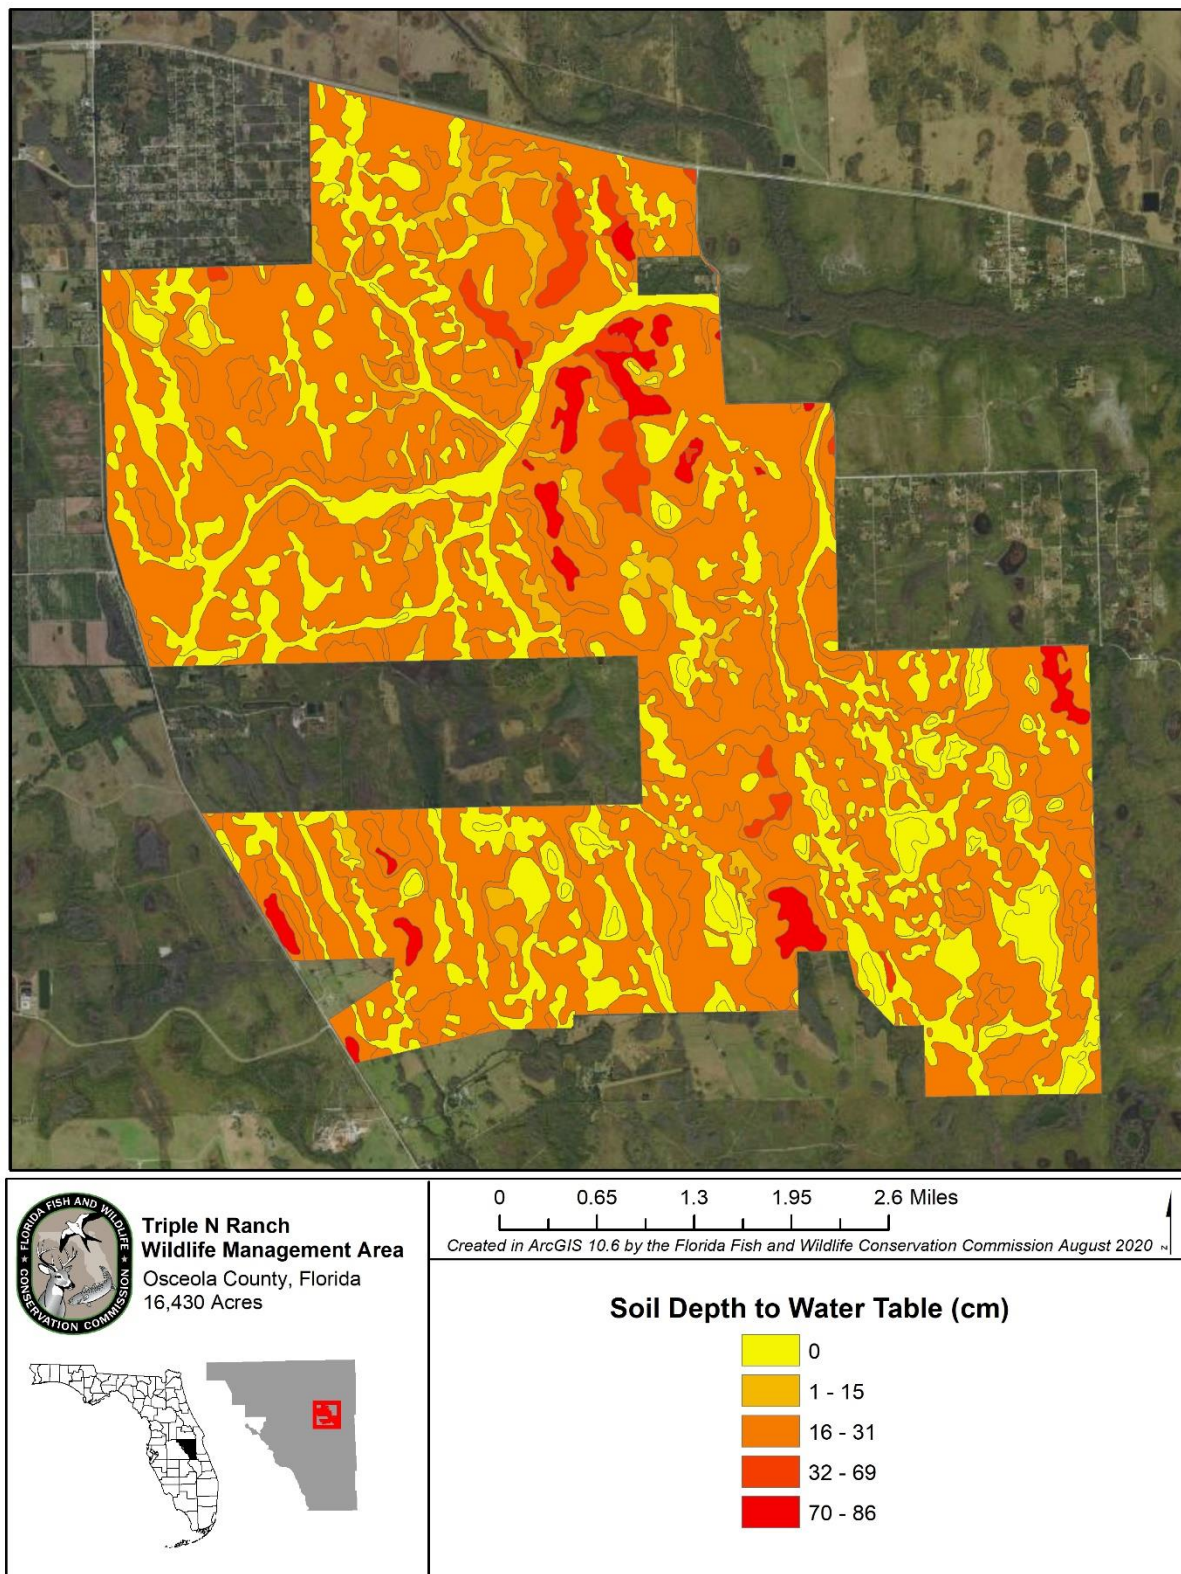 FLORIDA FISH AND WILDLIFE
CONSERVATION COMMISSION
Triple N Ranch
Wildlife Management Area
Osceola County, Florida
16,430 Acres
0 0.65 1.3 1.95 2.6 Miles
Created in ArcGIS 10.6 by the Florida Fish and Wildlife Conservation Commission August 2020
N
Soil Depth to Water Table (cm)
0
1 - 15
16 - 31
32 - 69
70 - 86